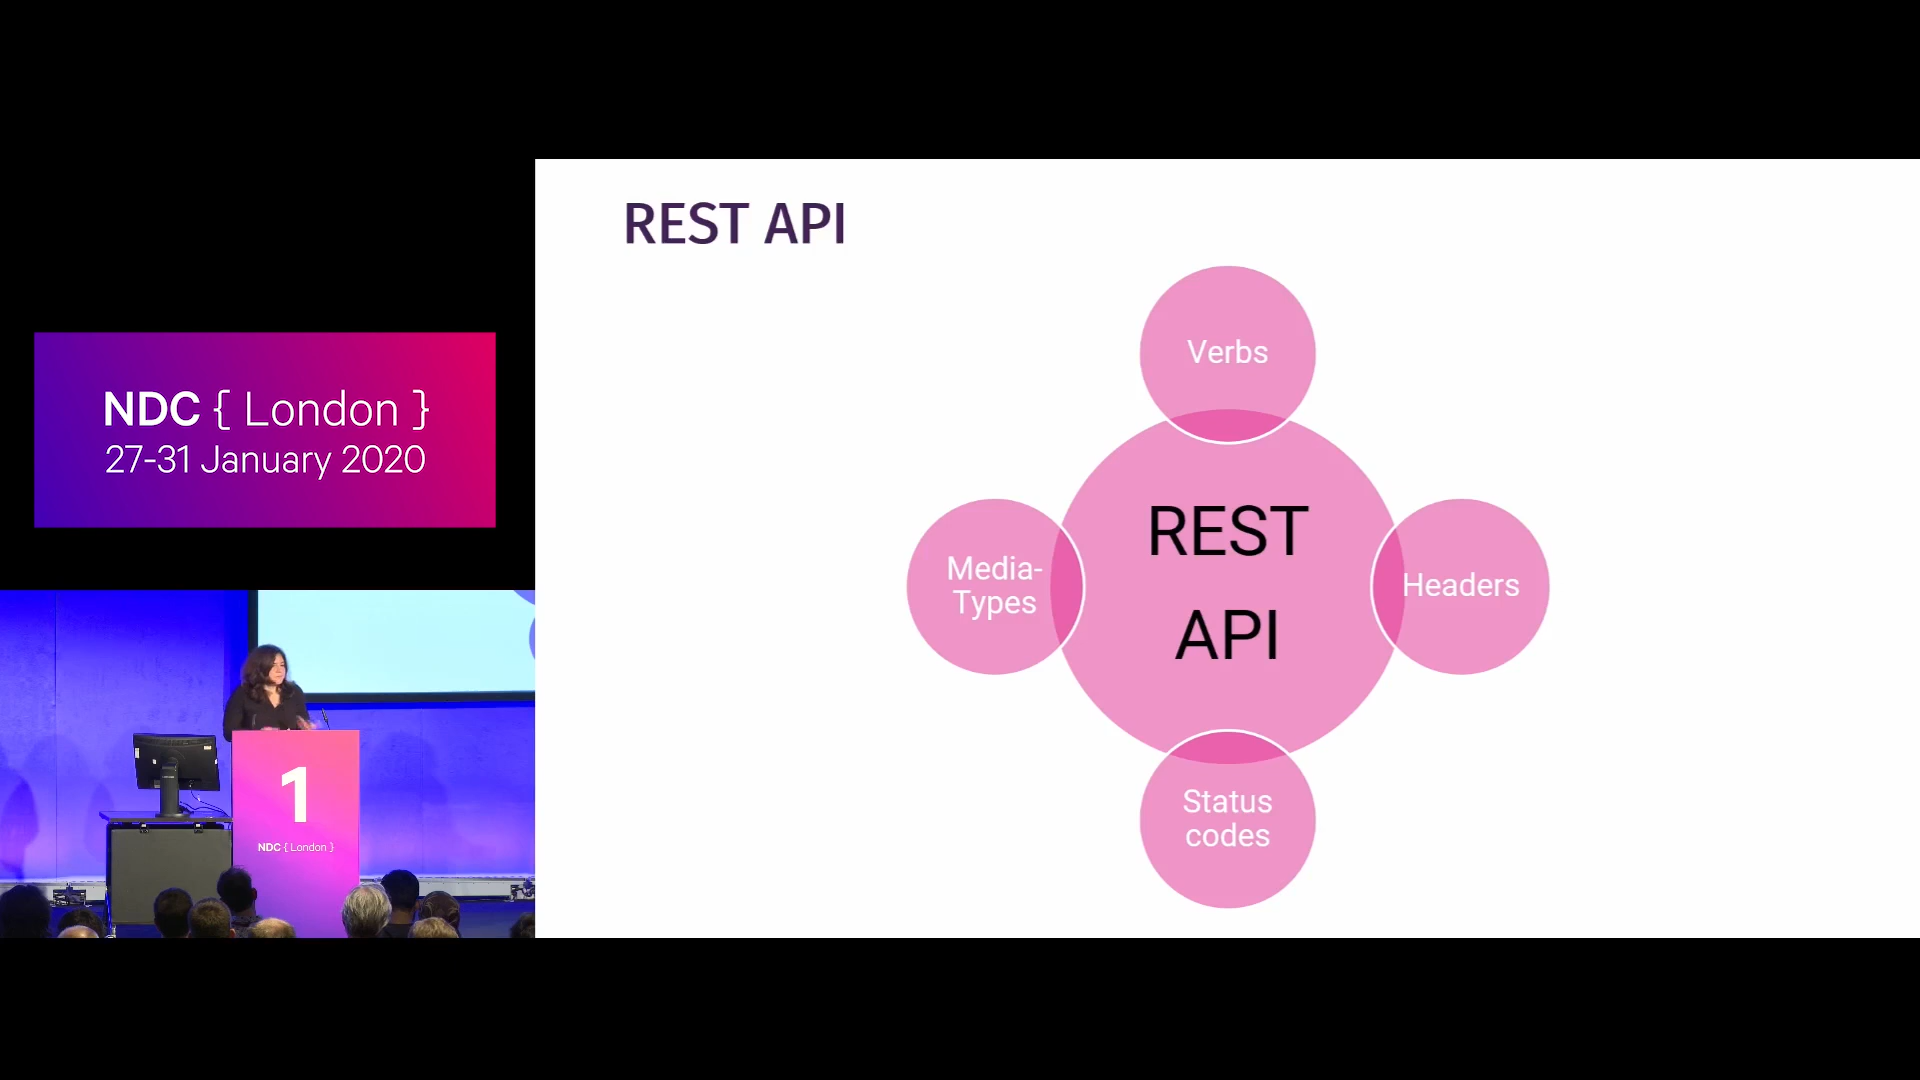 NDC { London }
27-31 January 2020
1
NDC { London }
REST API
Verbs
Media-
Types
REST
API
Headers
Status
codes